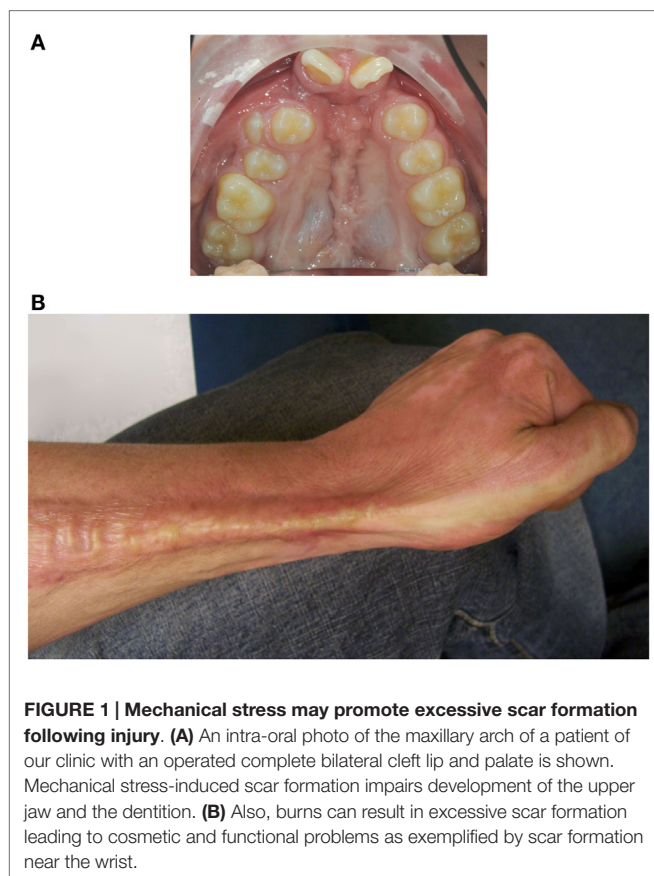 A
B
FIGURE 1 | Mechanical stress may promote excessive scar formation
following injury. (A) An intra-oral photo of the maxillary arch of a patient of
our clinic with an operated complete bilateral cleft lip and palate is shown.
Mechanical stress-induced scar formation impairs development of the upper
jaw and the dentition. (B) Also, burns can result in excessive scar formation
leading to cosmetic and functional problems as exemplified by scar formation
near the wrist.